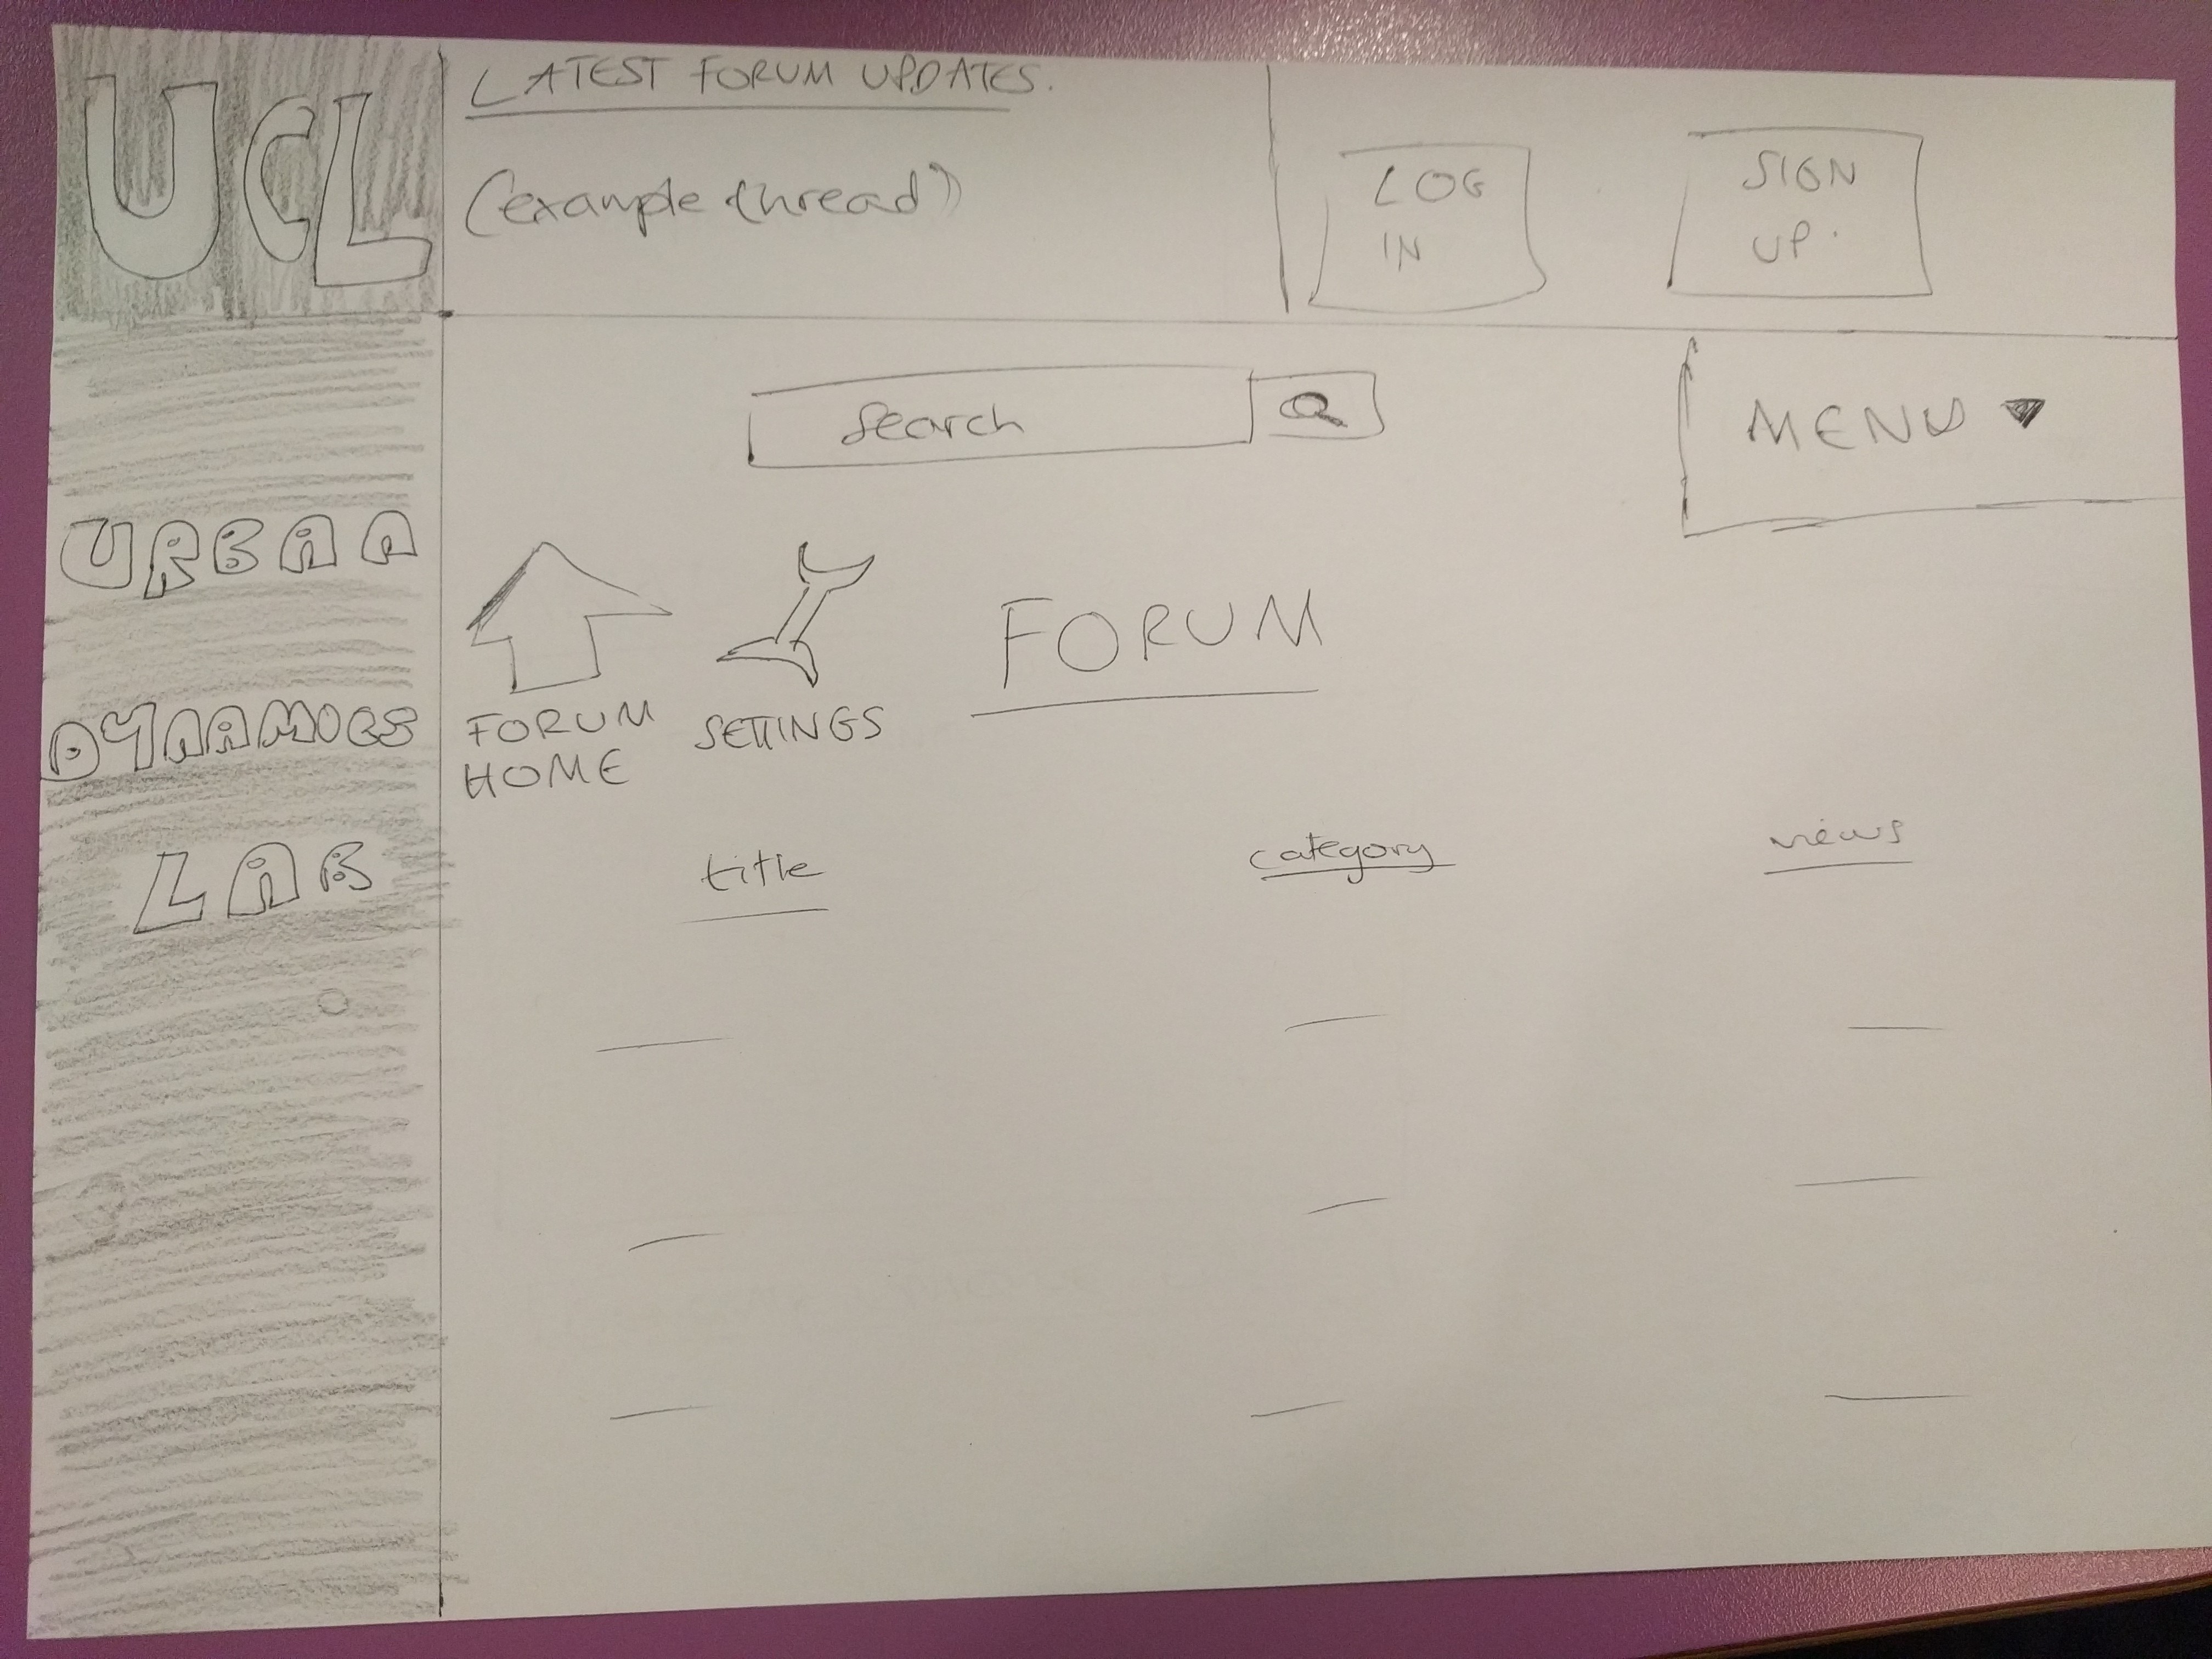 UCL
URBAN
DYNAMICS
LAB
LATEST FORUM UPDATES.
(example thread)
LOG
IN
SIGN
UP.
Search
MENU
FORUM
HOME
SETTINGS
FORUM
title
category
views